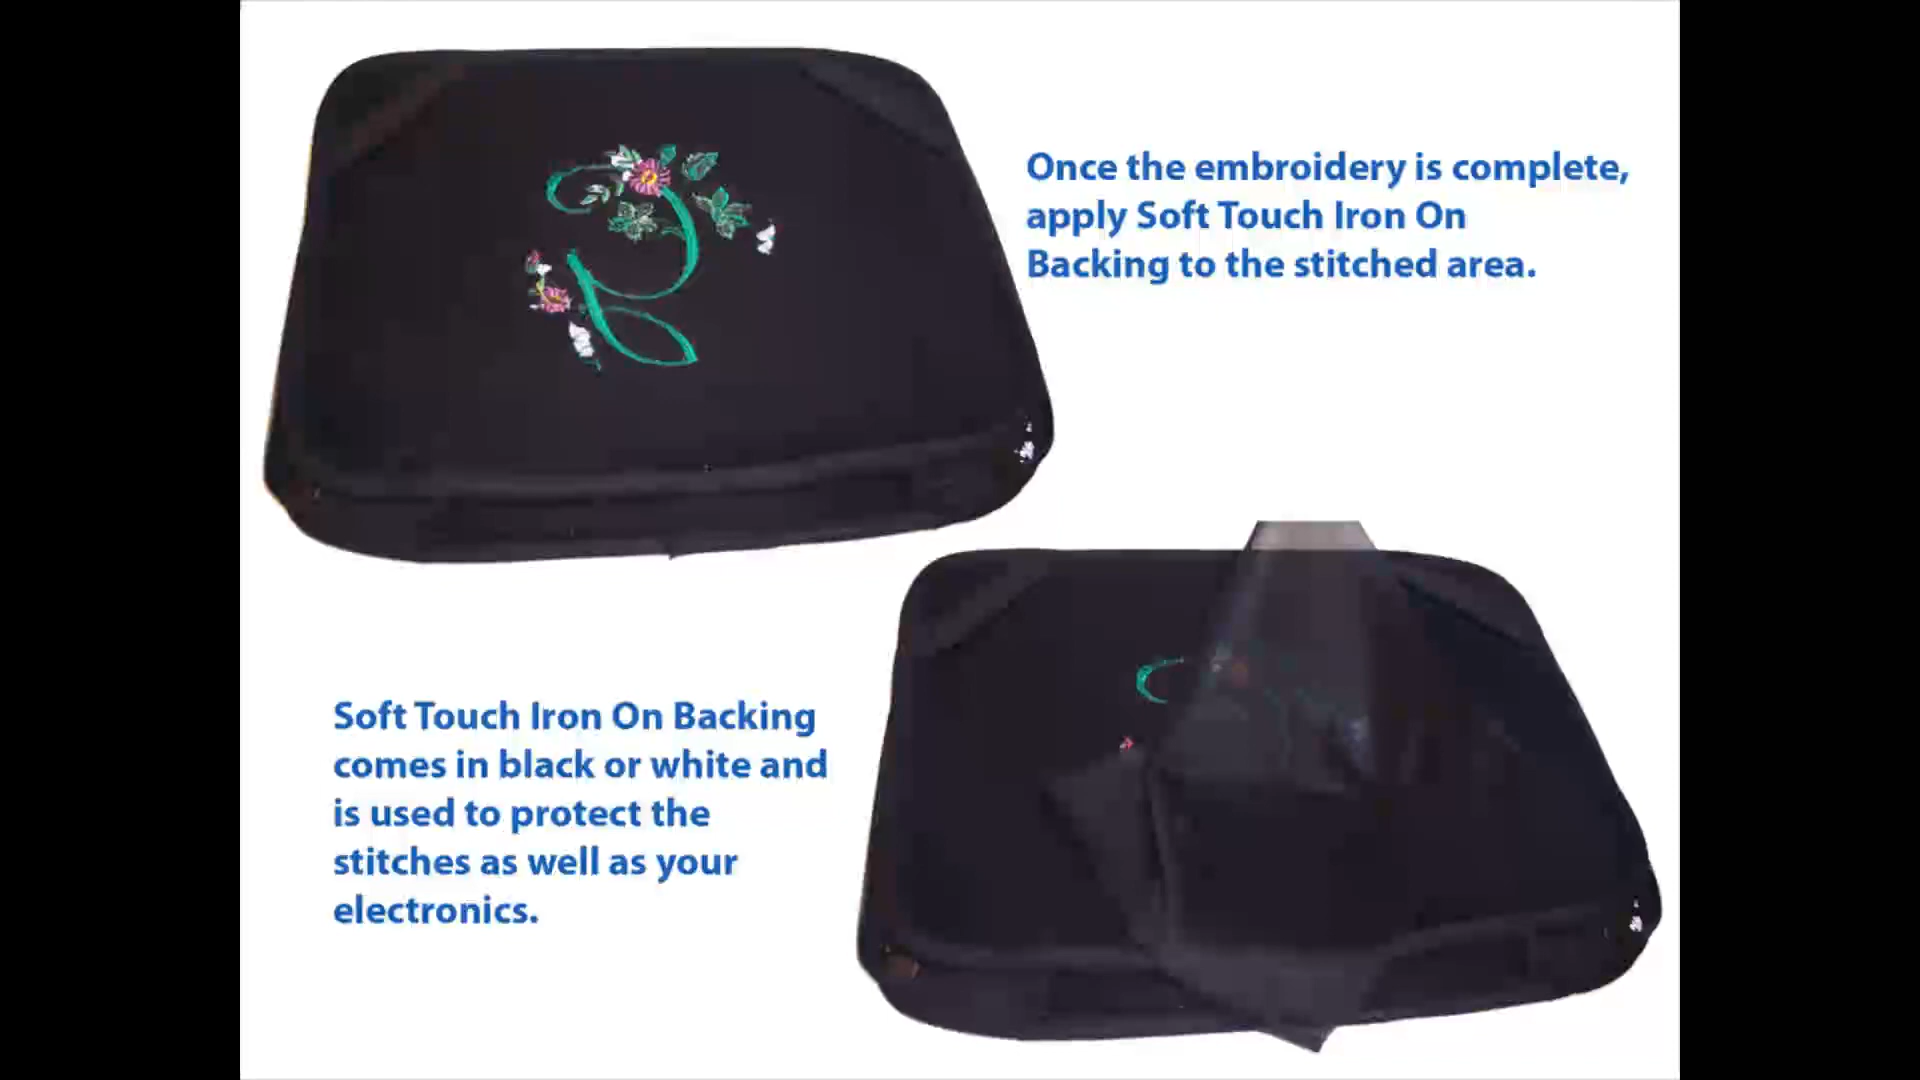 Once the embroidery is complete,
apply Soft Touch Iron On
Backing to the stitched area.
Soft Touch Iron On Backing
comes in black or white and
is used to protect the
stitches as well as your
electronics.